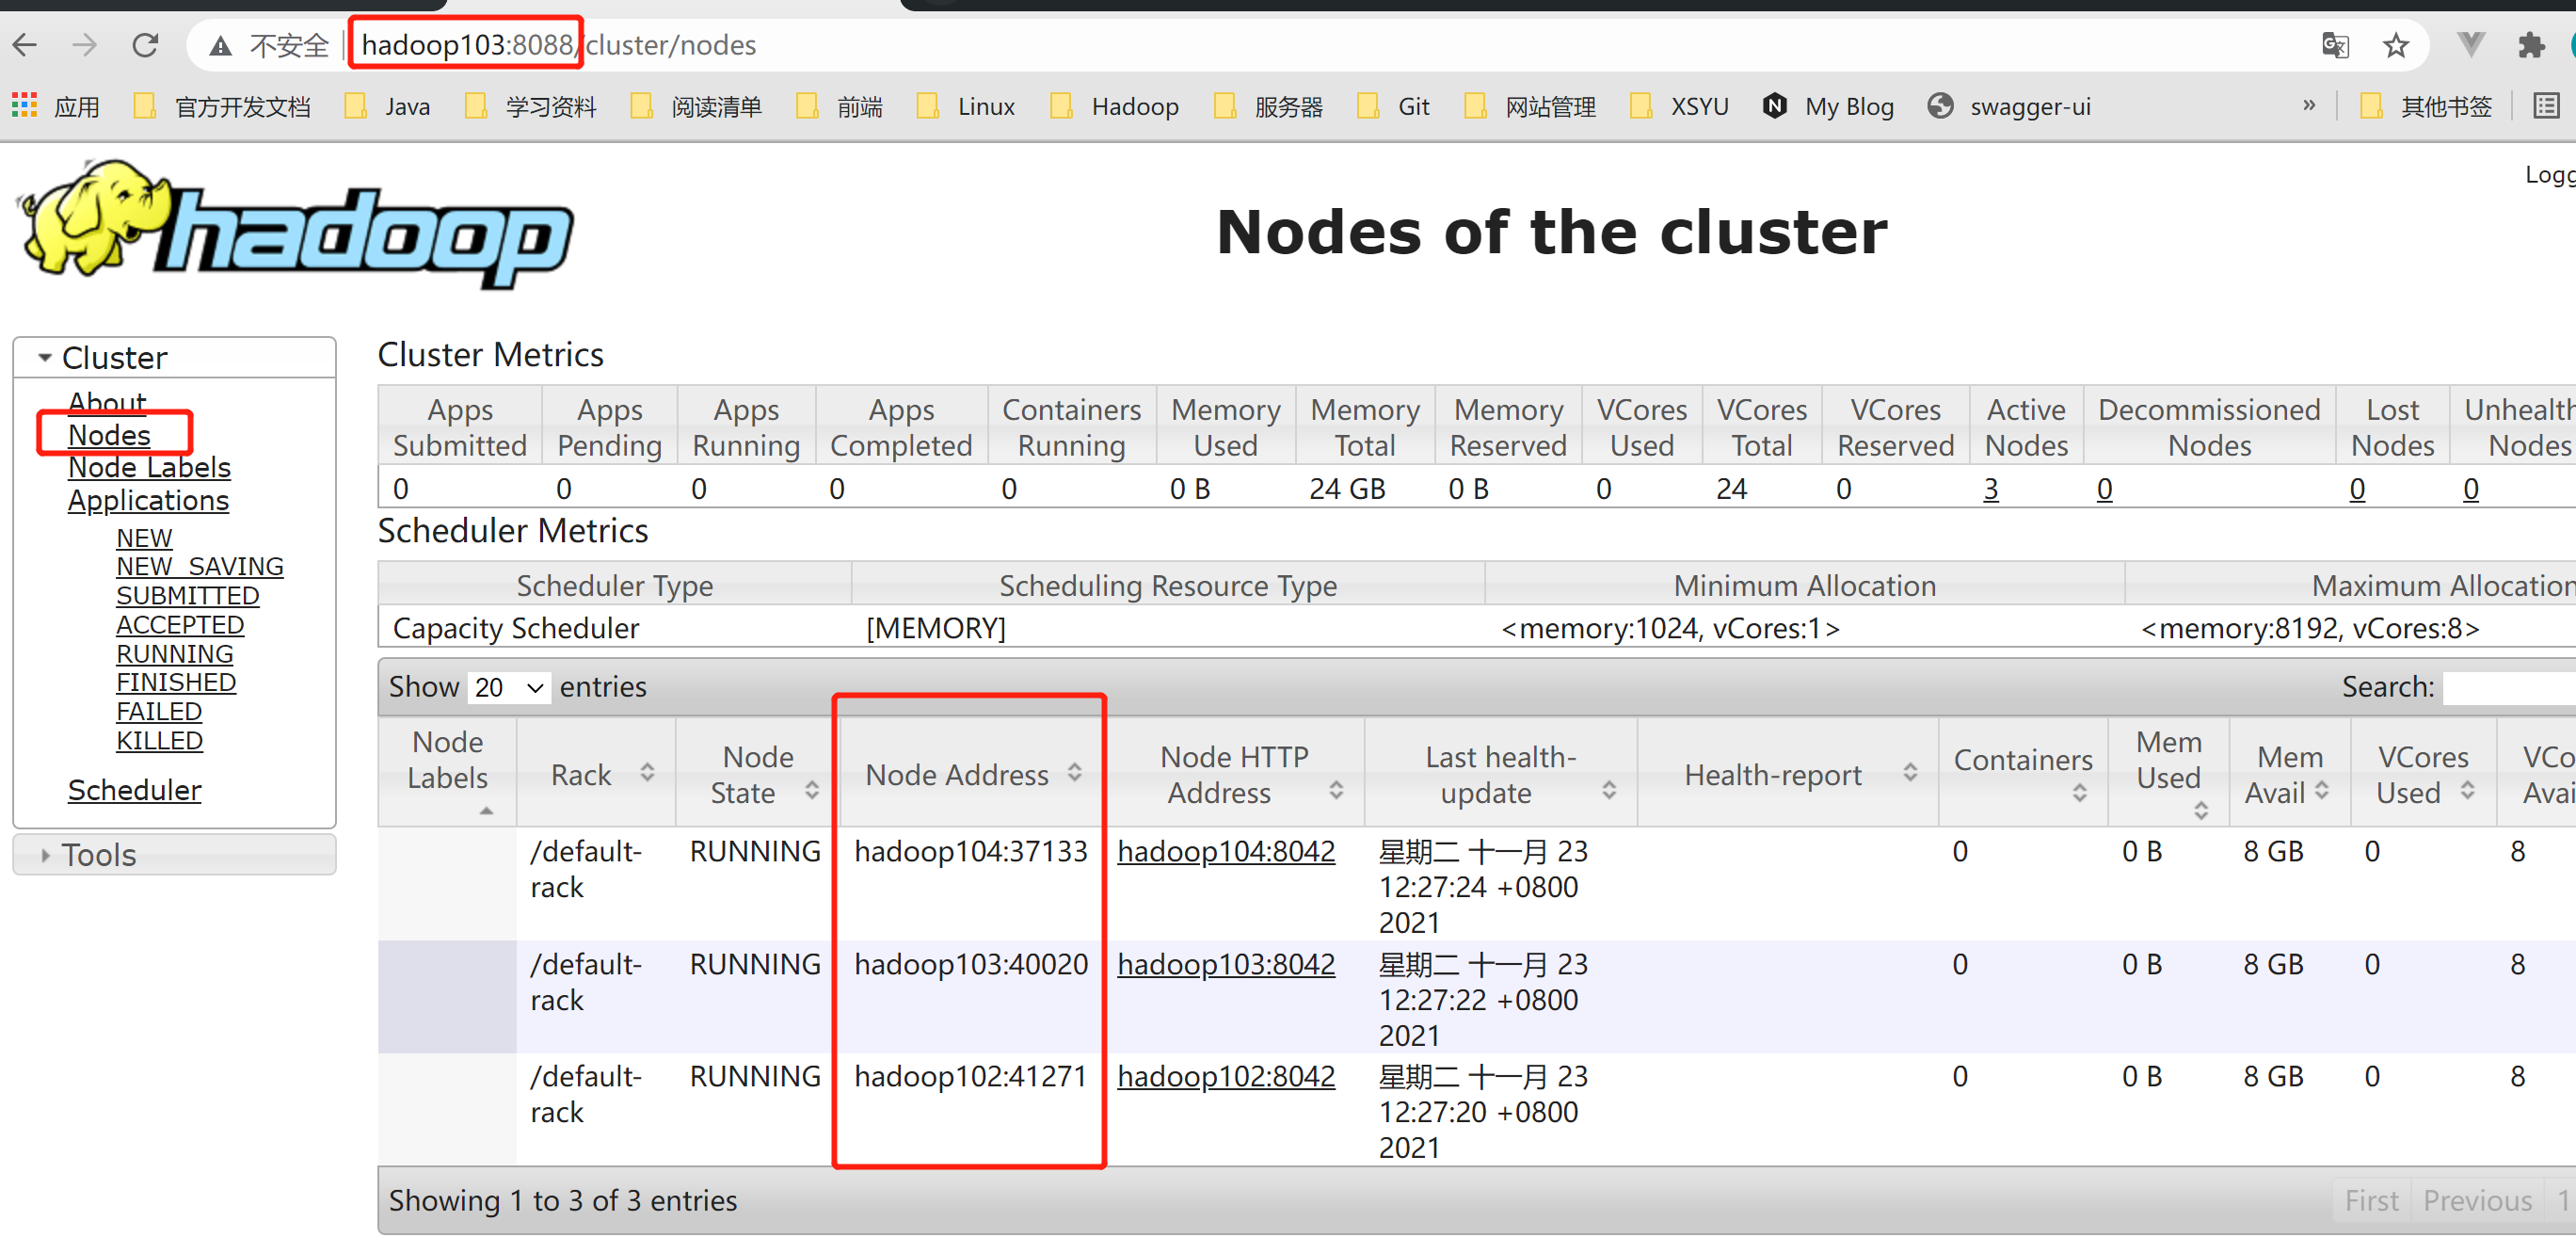 不安全 hadoop103:8088/cluster/nodes
应用 官方开发文档 Java 学习资料 阅读清单 前端 Linux Hadoop 服务器 Git 网站管理 XSYU My Blog swagger-ui » 其他书签
Logg
hadoop
Nodes of the cluster
Cluster
About
Nodes
Node Labels
Applications
NEW
NEW_SAVING
SUBMITTED
ACCEPTED
RUNNING
FINISHED
FAILED
KILLED
Scheduler
Tools
Cluster Metrics
Apps Apps Apps Apps Containers Memory Memory Memory VCores VCores VCores Active Decommissioned Lost Unhealth
Submitted Pending Running Completed Running Used Total Reserved Used Total Reserved Nodes Nodes Nodes Nodes
0 0 0 0 0 0 B 24 GB 0 B 0 24 0 3 0 0 0
Scheduler Metrics
Scheduler Type Scheduling Resource Type Minimum Allocation Maximum Allocation
Capacity Scheduler [MEMORY] <memory:1024, vCores:1> <memory:8192, vCores:8>
Show 20 entries Search:
Node Labels Rack Node State Node Address Node HTTP Address Last health-update Health-report Containers Mem Used Mem Avail VCores Used VCo Avai
/default- RUNNING hadoop104:37133 hadoop104:8042 星期二 十一月 23 0 0 B 8 GB 0 8
rack 12:27:24 +0800
2021
/default- RUNNING hadoop103:40020 hadoop103:8042 星期二 十一月 23 0 0 B 8 GB 0 8
rack 12:27:22 +0800
2021
/default- RUNNING hadoop102:41271 hadoop102:8042 星期二 十一月 23 0 0 B 8 GB 0 8
rack 12:27:20 +0800
2021
Showing 1 to 3 of 3 entries First Previous 1